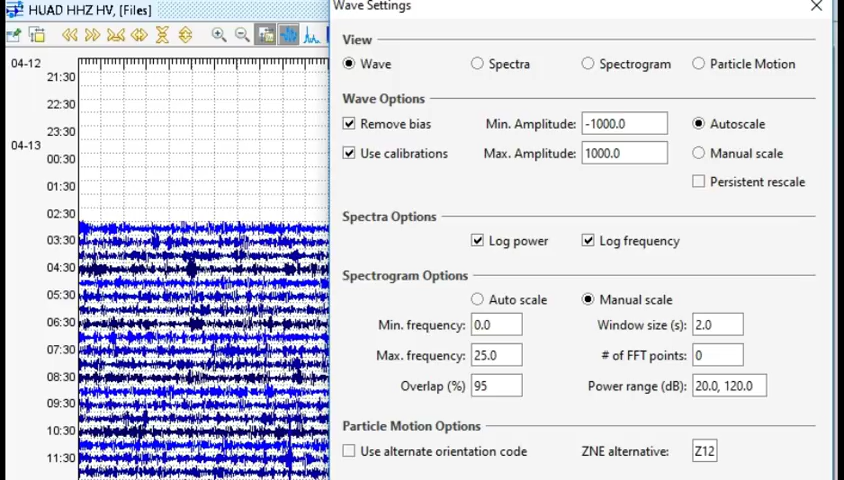 HUAD HHZ HV, [Files]
Wave Settings
04-12
21:30
22:30
23:30
04-13
00:30
01:30
02:30
03:30
04:30
05:30
06:30
07:30
08:30
09:30
10:30
11:30
View
Wave Spectra Spectrogram Particle Motion
Wave Options
Remove bias Min. Amplitude: -1000.0 Autoscale
Use calibrations Max. Amplitude: 1000.0 Manual scale
Persistent rescale
Spectra Options
Log power Log frequency
Spectrogram Options
Auto scale Manual scale
Min. frequency: 0.0 Window size (s): 2.0
Max. frequency: 25.0 # of FFT points: 0
Overlap (%) 95 Power range (dB): 20.0, 120.0
Particle Motion Options
Use alternate orientation code ZNE alternative: Z12